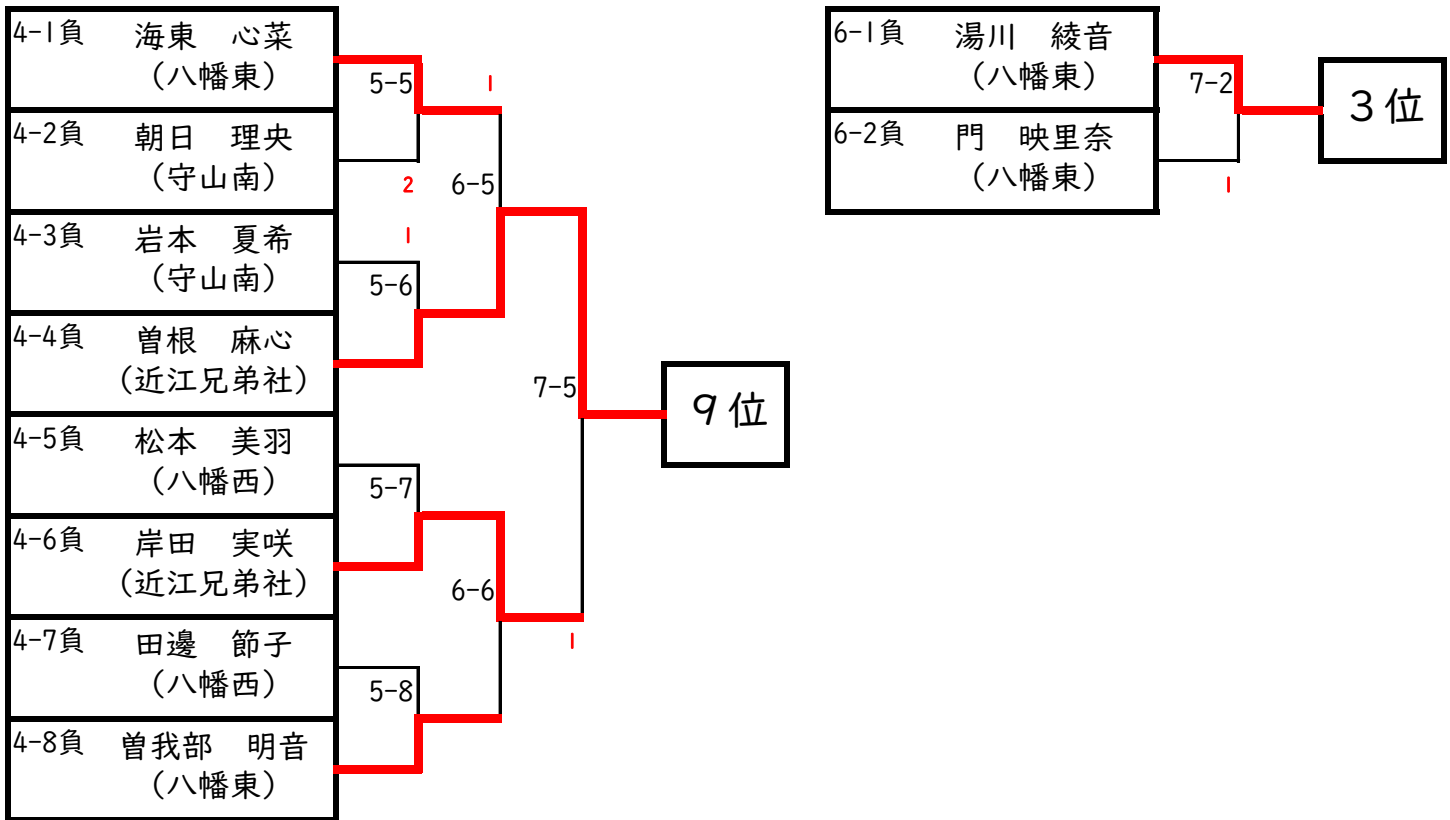 4-1負 海東 心菜
(八幡東)
4-2負 朝日 理央
(守山南)
4-3負 岩本 夏希
(守山南)
4-4負 曽根 麻心
(近江兄弟社)
4-5負 松本 美羽
(八幡西)
4-6負 岸田 実咲
(近江兄弟社)
4-7負 田邊 節子
(八幡西)
4-8負 曽我部 明音
(八幡東)
5-5
1
2
6-5
1
5-6
7-5
9位
5-7
6-6
1
5-8
6-1負 湯川 綾音
(八幡東)
6-2負 門 映里奈
(八幡東)
7-2
1
3位